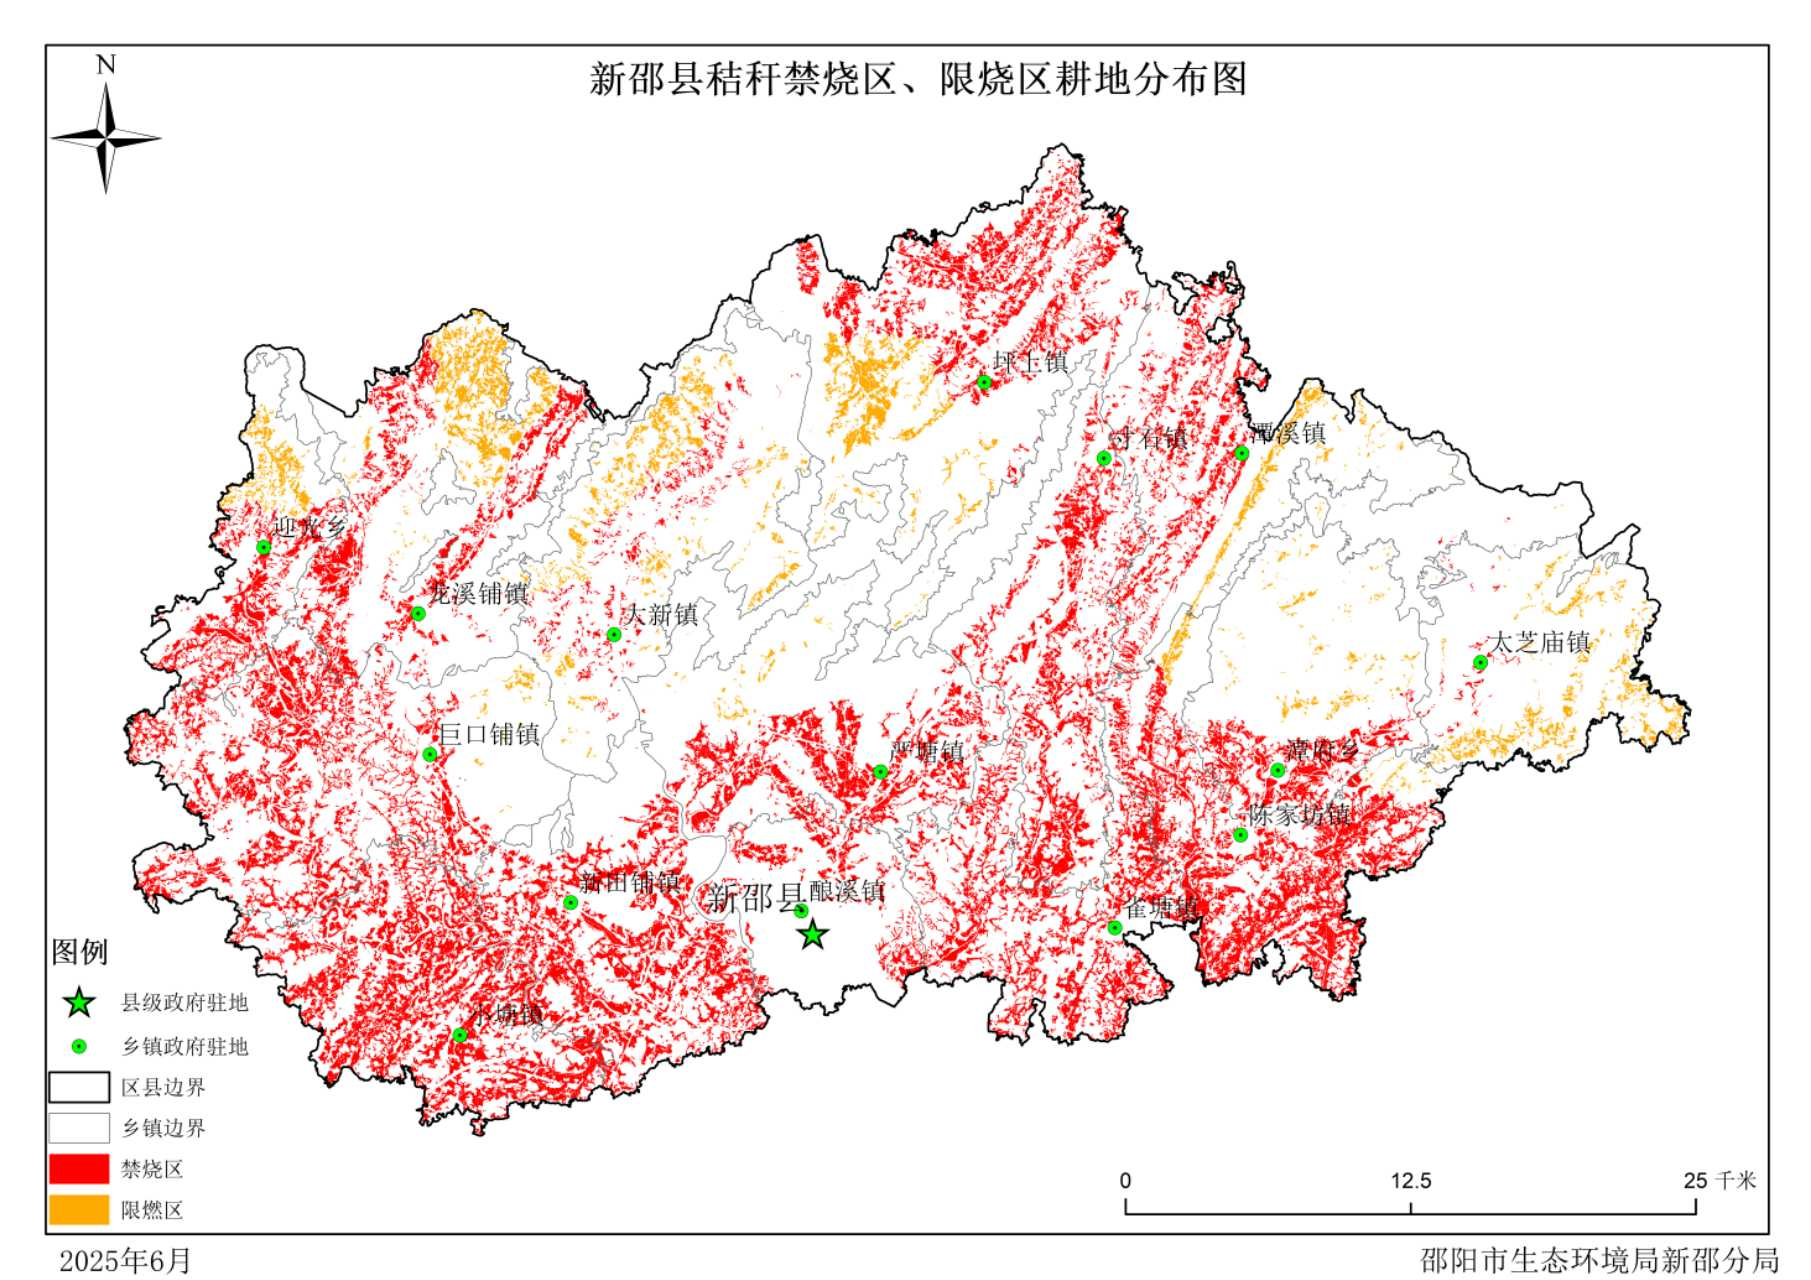 N
新邵县秸秆禁烧区、限烧区耕地分布图
坪上镇
寸石镇
潭溪镇
迎光乡
龙溪铺镇
大新镇
太芝庙镇
巨口铺镇
严塘镇
潭府乡
陈家坊镇
新田铺镇
新邵县
酿溪镇
雀塘镇
小塘镇
图例
县级政府驻地
乡镇政府驻地
区县边界
乡镇边界
禁烧区
限燃区
0 12.5 25 千米
2025年6月
邵阳市生态环境局新邵分局